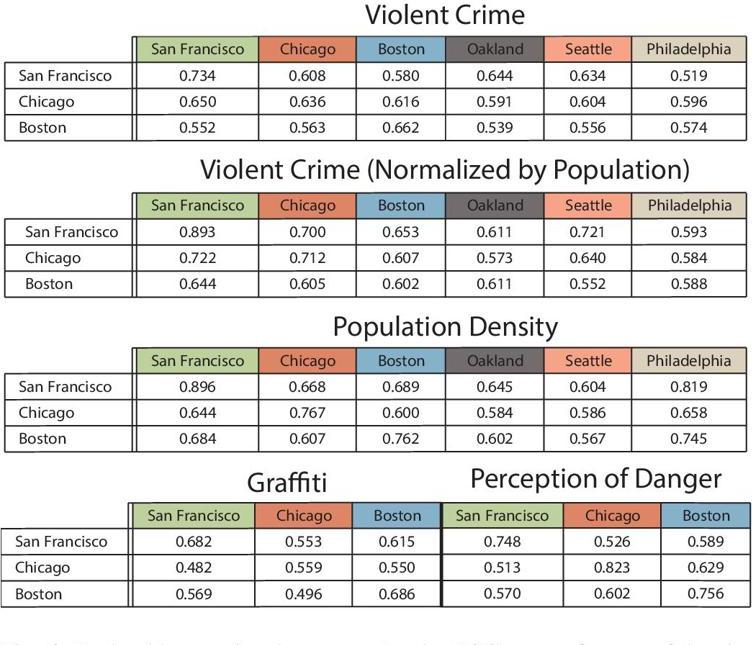 Violent Crime
San Francisco Chicago Boston Oakland Seattle Philadelphia
San Francisco 0.734 0.608 0.580 0.644 0.634 0.519
Chicago 0.650 0.636 0.616 0.591 0.604 0.596
Boston 0.552 0.563 0.662 0.539 0.556 0.574
Violent Crime (Normalized by Population)
San Francisco Chicago Boston Oakland Seattle Philadelphia
San Francisco 0.893 0.700 0.653 0.611 0.721 0.593
Chicago 0.722 0.712 0.607 0.573 0.640 0.584
Boston 0.644 0.605 0.602 0.611 0.552 0.588
Population Density
San Francisco Chicago Boston Oakland Seattle Philadelphia
San Francisco 0.896 0.668 0.689 0.645 0.604 0.819
Chicago 0.644 0.767 0.600 0.584 0.586 0.658
Boston 0.684 0.607 0.762 0.602 0.567 0.745
Graffiti Perception of Danger
San Francisco Chicago Boston San Francisco Chicago Boston
San Francisco 0.682 0.553 0.615 0.748 0.526 0.589
Chicago 0.482 0.559 0.550 0.513 0.823 0.629
Boston 0.569 0.496 0.686 0.570 0.602 0.756